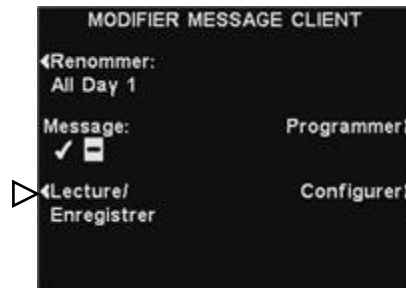 MODIFIER MESSAGE CLIENT
Renommer:
All Day 1
Message: Programmer
Lecture/ Configurer
Enregistrer